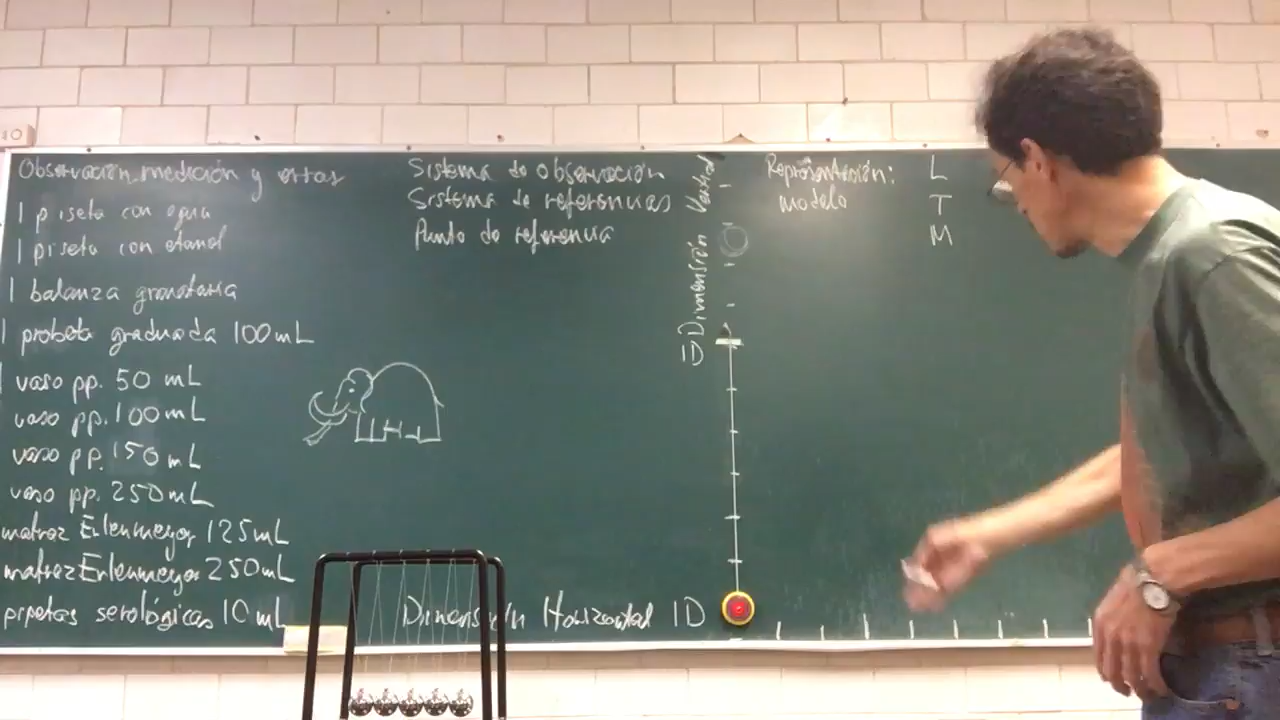 Observación, medición y
1 piseta con agua
1 piseta con etanol
1 balanza granataria
1 probeta graduada 100 mL
1 vaso pp. 50 mL
vaso pp. 100 mL
vaso pp. 150 mL
vaso pp. 250 mL
matraz Erlenmeyer 125 mL
matraz Erlenmeyer 250 mL
pipetas serológicas 10 mL
Sistema de observación
Sistema de referencias
Punto de referencia
Dimensión Horizontal 1D
1D Dimensión Vertical
Representación:
modelo
L
T
M